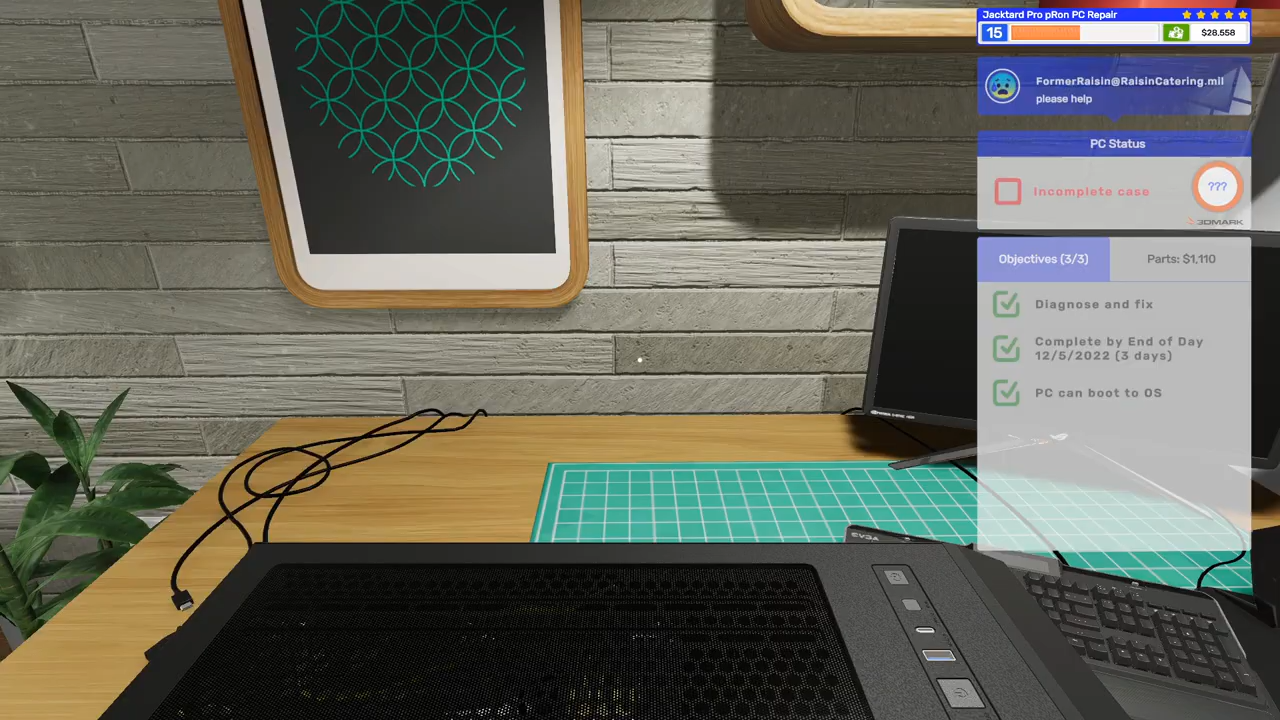 Jacktard Pro pRon PC Repair
15
$28.558
FormerRaisin@RaisinCatering.mil
please help
PC Status
Incomplete case
???
3DMARK
Objectives (3/3)
Parts: $1,110
Diagnose and fix
Complete by End of Day
12/5/2022 (3 days)
PC can boot to OS
EVGA